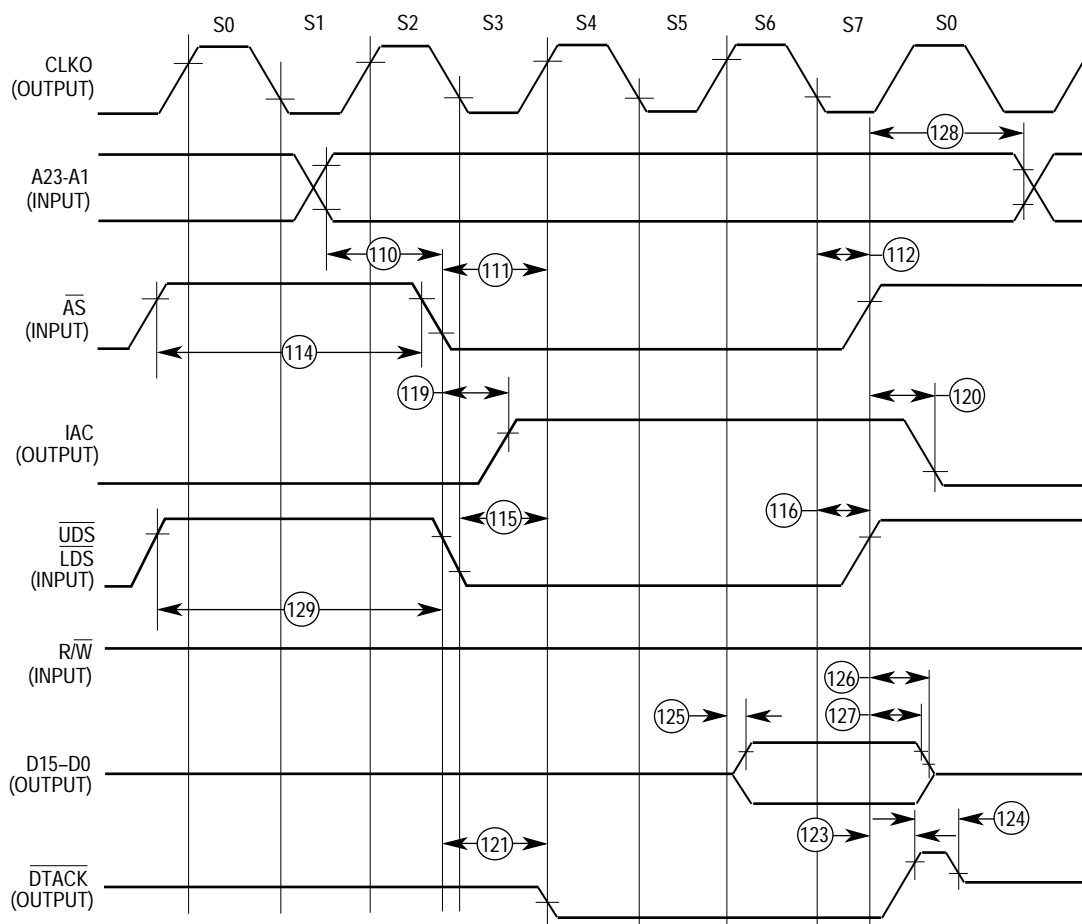 S0 S1 S2 S3 S4 S5 S6 S7 S0
CLKO
(OUTPUT)
128
A23-A1
(INPUT)
110 111 112
AS
(INPUT)
114
119 120
IAC
(OUTPUT)
115 116
UDS
LDS
(INPUT)
129
R/W
(INPUT)
126
125 127
D15–D0
(OUTPUT)
124
123
121
DTACK
(OUTPUT)